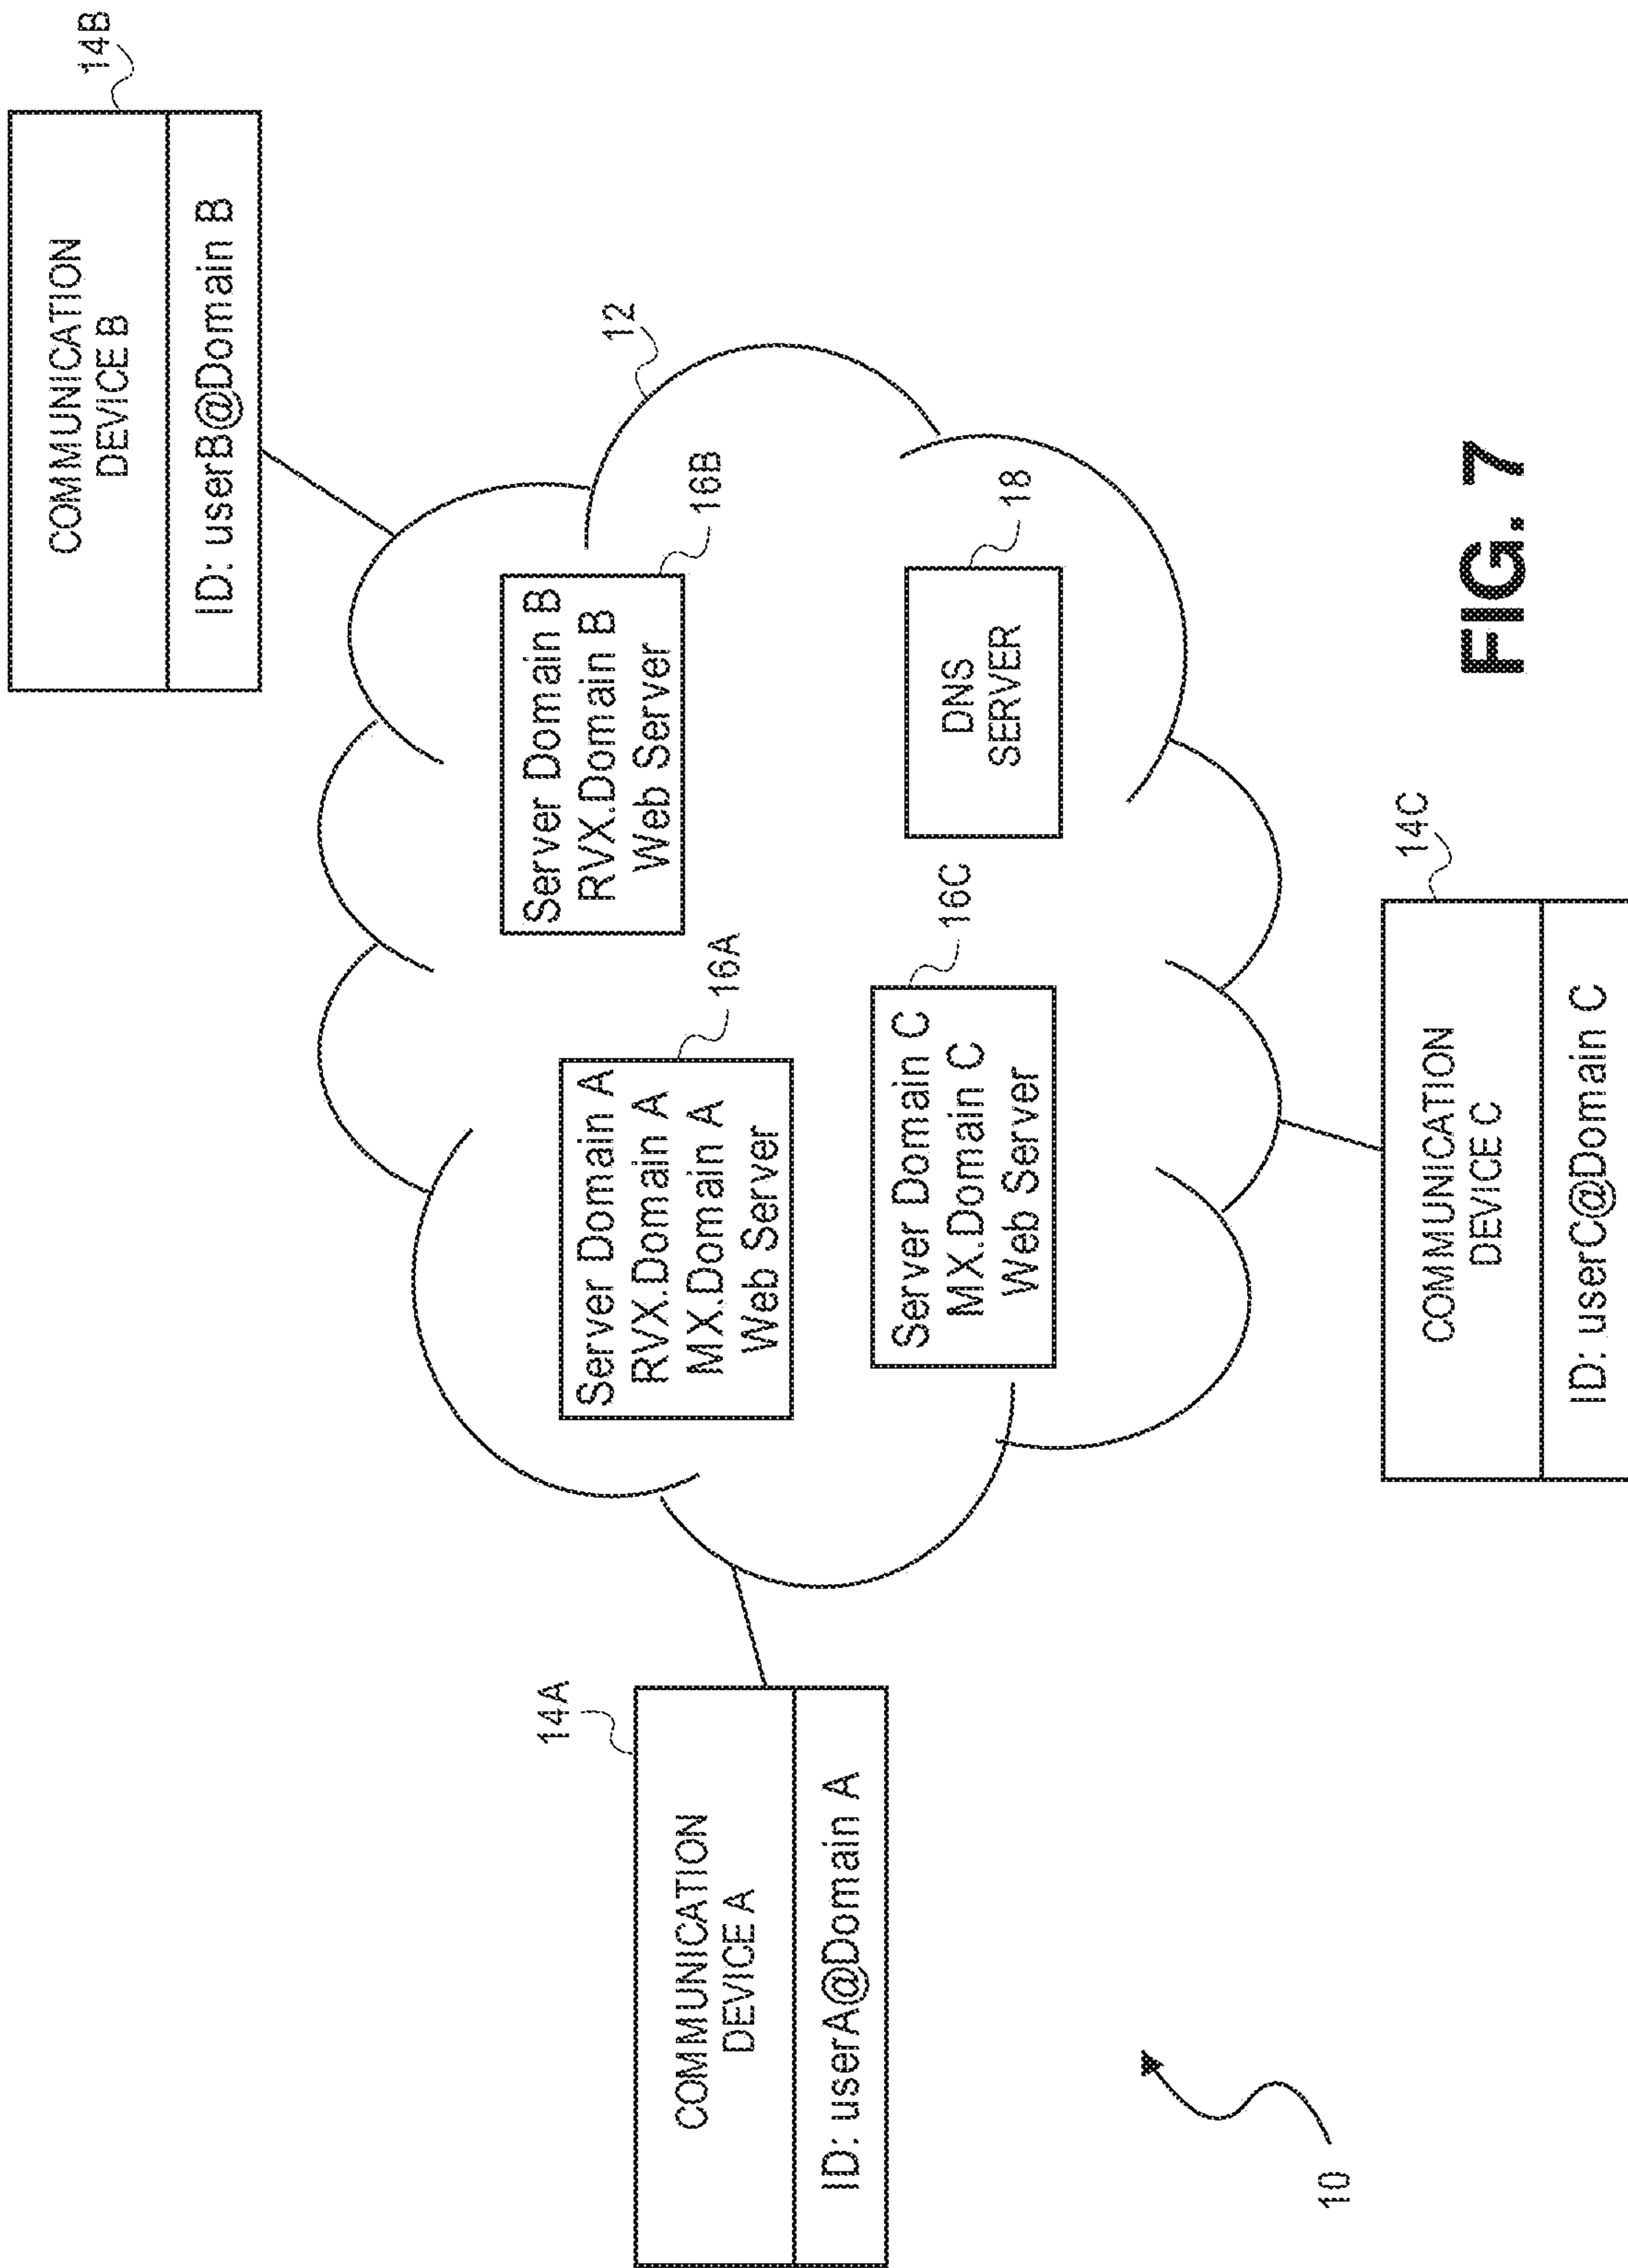 14B
COMMUNICATION
DEVICE B
ID: userB@Domain B
12
16B
Server Domain B
RVX.Domain B
Web Server
16A
Server Domain A
RVX.Domain A
MX.Domain A
Web Server
18
DNS
SERVER
16C
Server Domain C
MX.Domain C
Web Server
14A
COMMUNICATION
DEVICE A
ID: userA@Domain A
14C
COMMUNICATION
DEVICE C
ID: userC@Domain C
10
FIG. 7